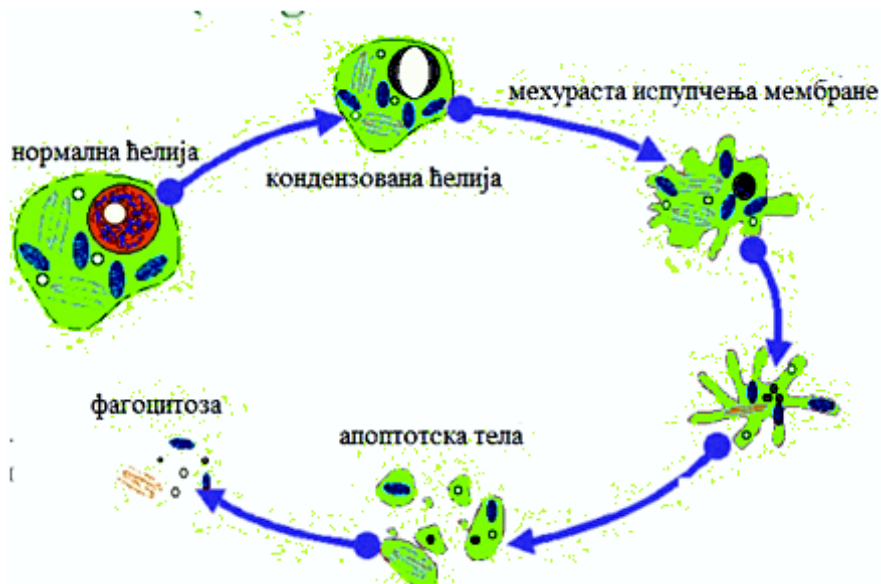 мехураста испупчења мембране
нормална ћелија
кондензована ћелија
фагоцитоза
апоптотска тела